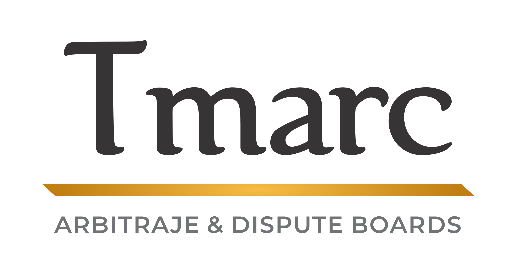 Tmarc
ARBITRAJE & DISPUTE BOARDS